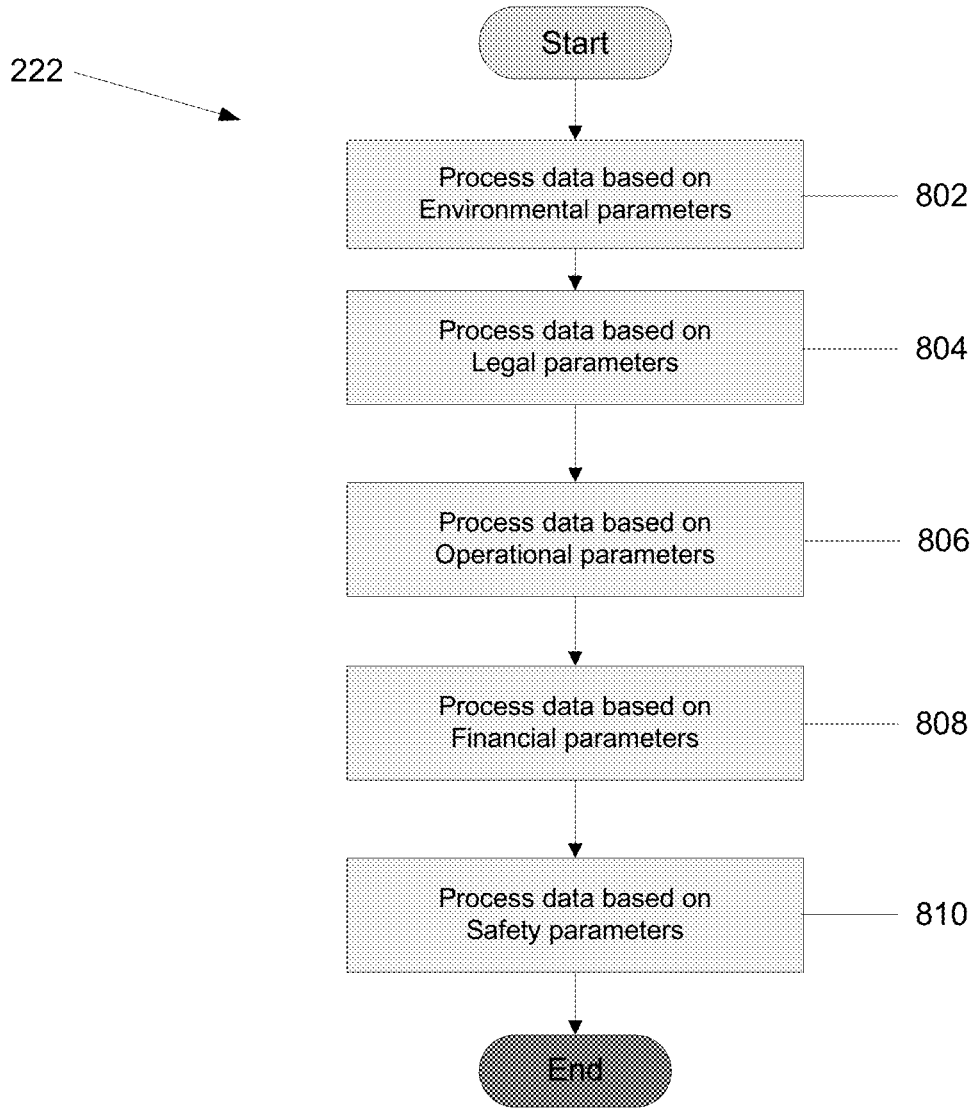 Start
222
Process data based on
Environmental parameters
802
Process data based on
Legal parameters
804
Process data based on
Operational parameters
806
Process data based on
Financial parameters
808
Process data based on
Safety parameters
810
End